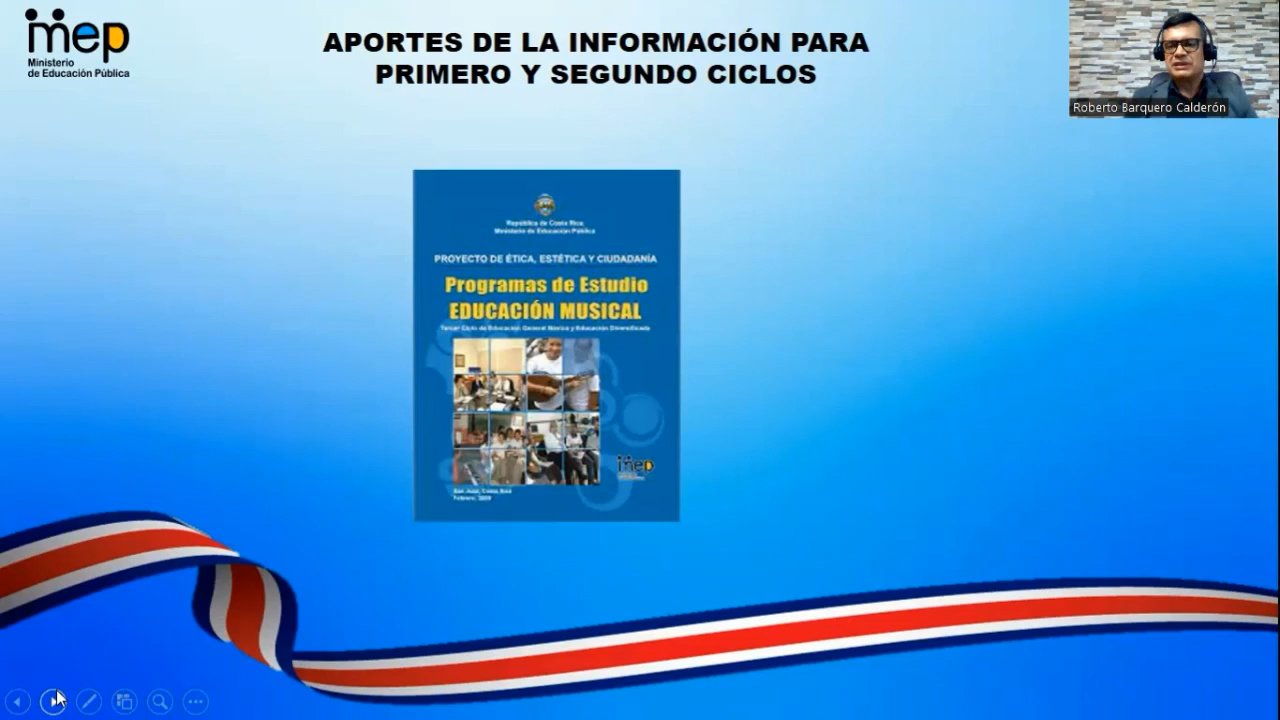 mep
Ministerio
de Educación Pública
APORTES DE LA INFORMACIÓN PARA
PRIMERO Y SEGUNDO CICLOS
Roberto Barquero Calderón
República de Costa Rica
Ministerio de Educación Pública
PROYECTO DE ÉTICA, ESTÉTICA Y CIUDADANÍA
Programas de Estudio
EDUCACIÓN MUSICAL
Tercer Ciclo de Educación General Básica y Educación Diversificada
mep
San José, Costa Rica
Febrero, 2009